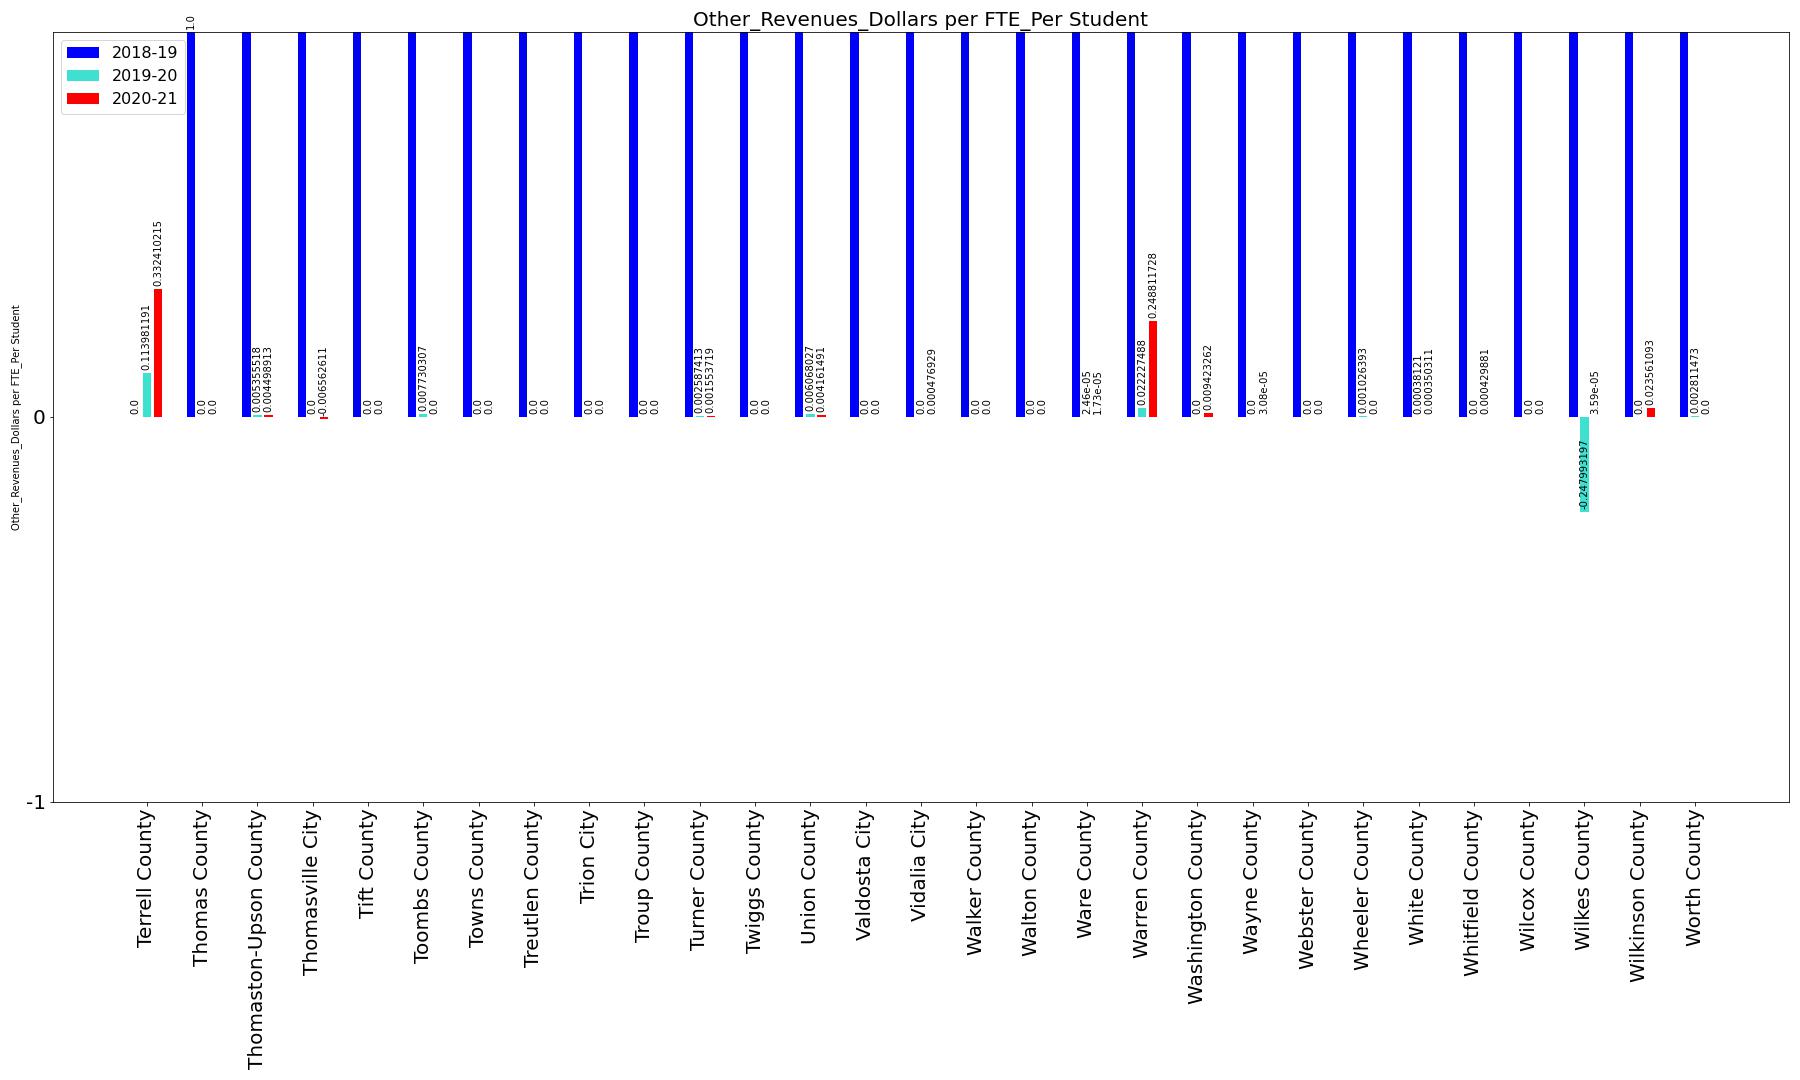 Other_Revenues_Dollars per FTE_Per Student
2018-19
2019-20
2020-21
Other_Revenues_Dollars per FTE_Per Student
0
-1
0.0
0.113981191
0.332410215
1.0
0.0
0.0
0.005355518
0.004498913
0.0
-0.006562611
0.0
0.0
0.007730307
0.0
0.0
0.0
0.0
0.0
0.0
0.0
0.0
0.0
0.002587413
0.001553719
0.0
0.0
0.006068027
0.004161491
0.0
0.0
0.0
0.000476929
0.0
0.0
0.0
0.0
2.46e-05
1.73e-05
0.022227488
0.248811728
0.0
0.009423262
0.0
3.08e-05
0.0
0.0
0.001026393
0.0
0.00038121
0.000350311
0.0
0.000429881
0.0
0.0
-0.247993197
3.59e-05
0.0
0.023561093
0.002811473
0.0
Terrell County
Thomas County
Thomaston-Upson County
Thomasville City
Tift County
Toombs County
Towns County
Treutlen County
Trion City
Troup County
Turner County
Twiggs County
Union County
Valdosta City
Vidalia City
Walker County
Walton County
Ware County
Warren County
Washington County
Wayne County
Webster County
Wheeler County
White County
Whitfield County
Wilcox County
Wilkes County
Wilkinson County
Worth County